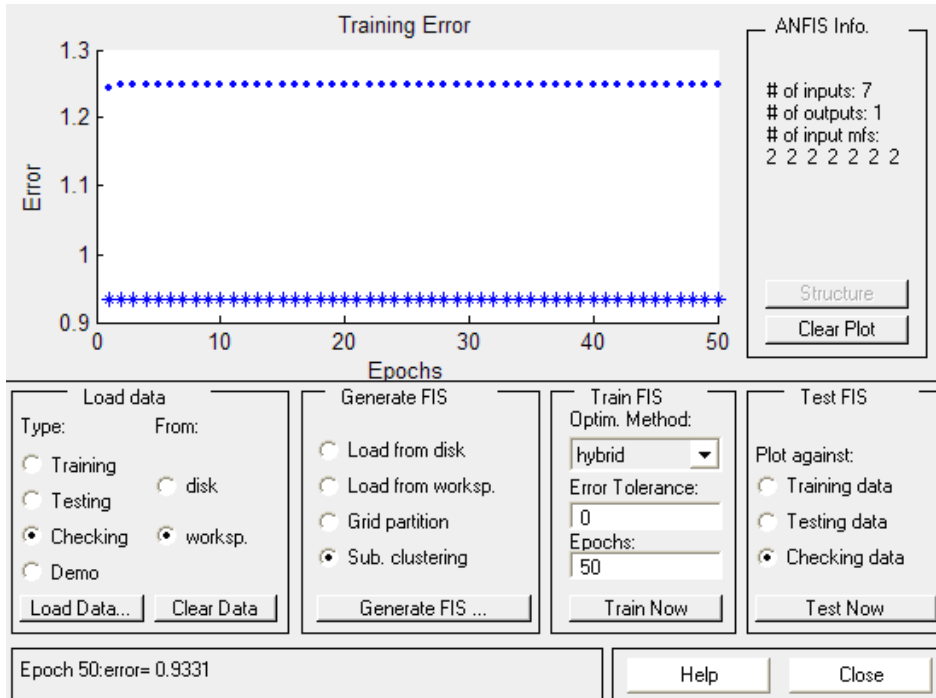 Training Error
1.3
1.2
1.1
1
0.9
Error
0
10
20
30
40
50
Epochs
ANFIS Info.
# of inputs: 7
# of outputs: 1
# of input mfs:
2 2 2 2 2 2 2
Structure
Clear Plot
Load data
Type:
From:
Training
Testing
Checking
Demo
disk
worksp.
Load Data...
Clear Data
Generate FIS
Load from disk
Load from worksp.
Grid partition
Sub. clustering
Generate FIS ...
Train FIS
Optim. Method:
hybrid
Error Tolerance:
0
Epochs:
50
Train Now
Test FIS
Plot against:
Training data
Testing data
Checking data
Test Now
Epoch 50:error= 0.9331
Help
Close